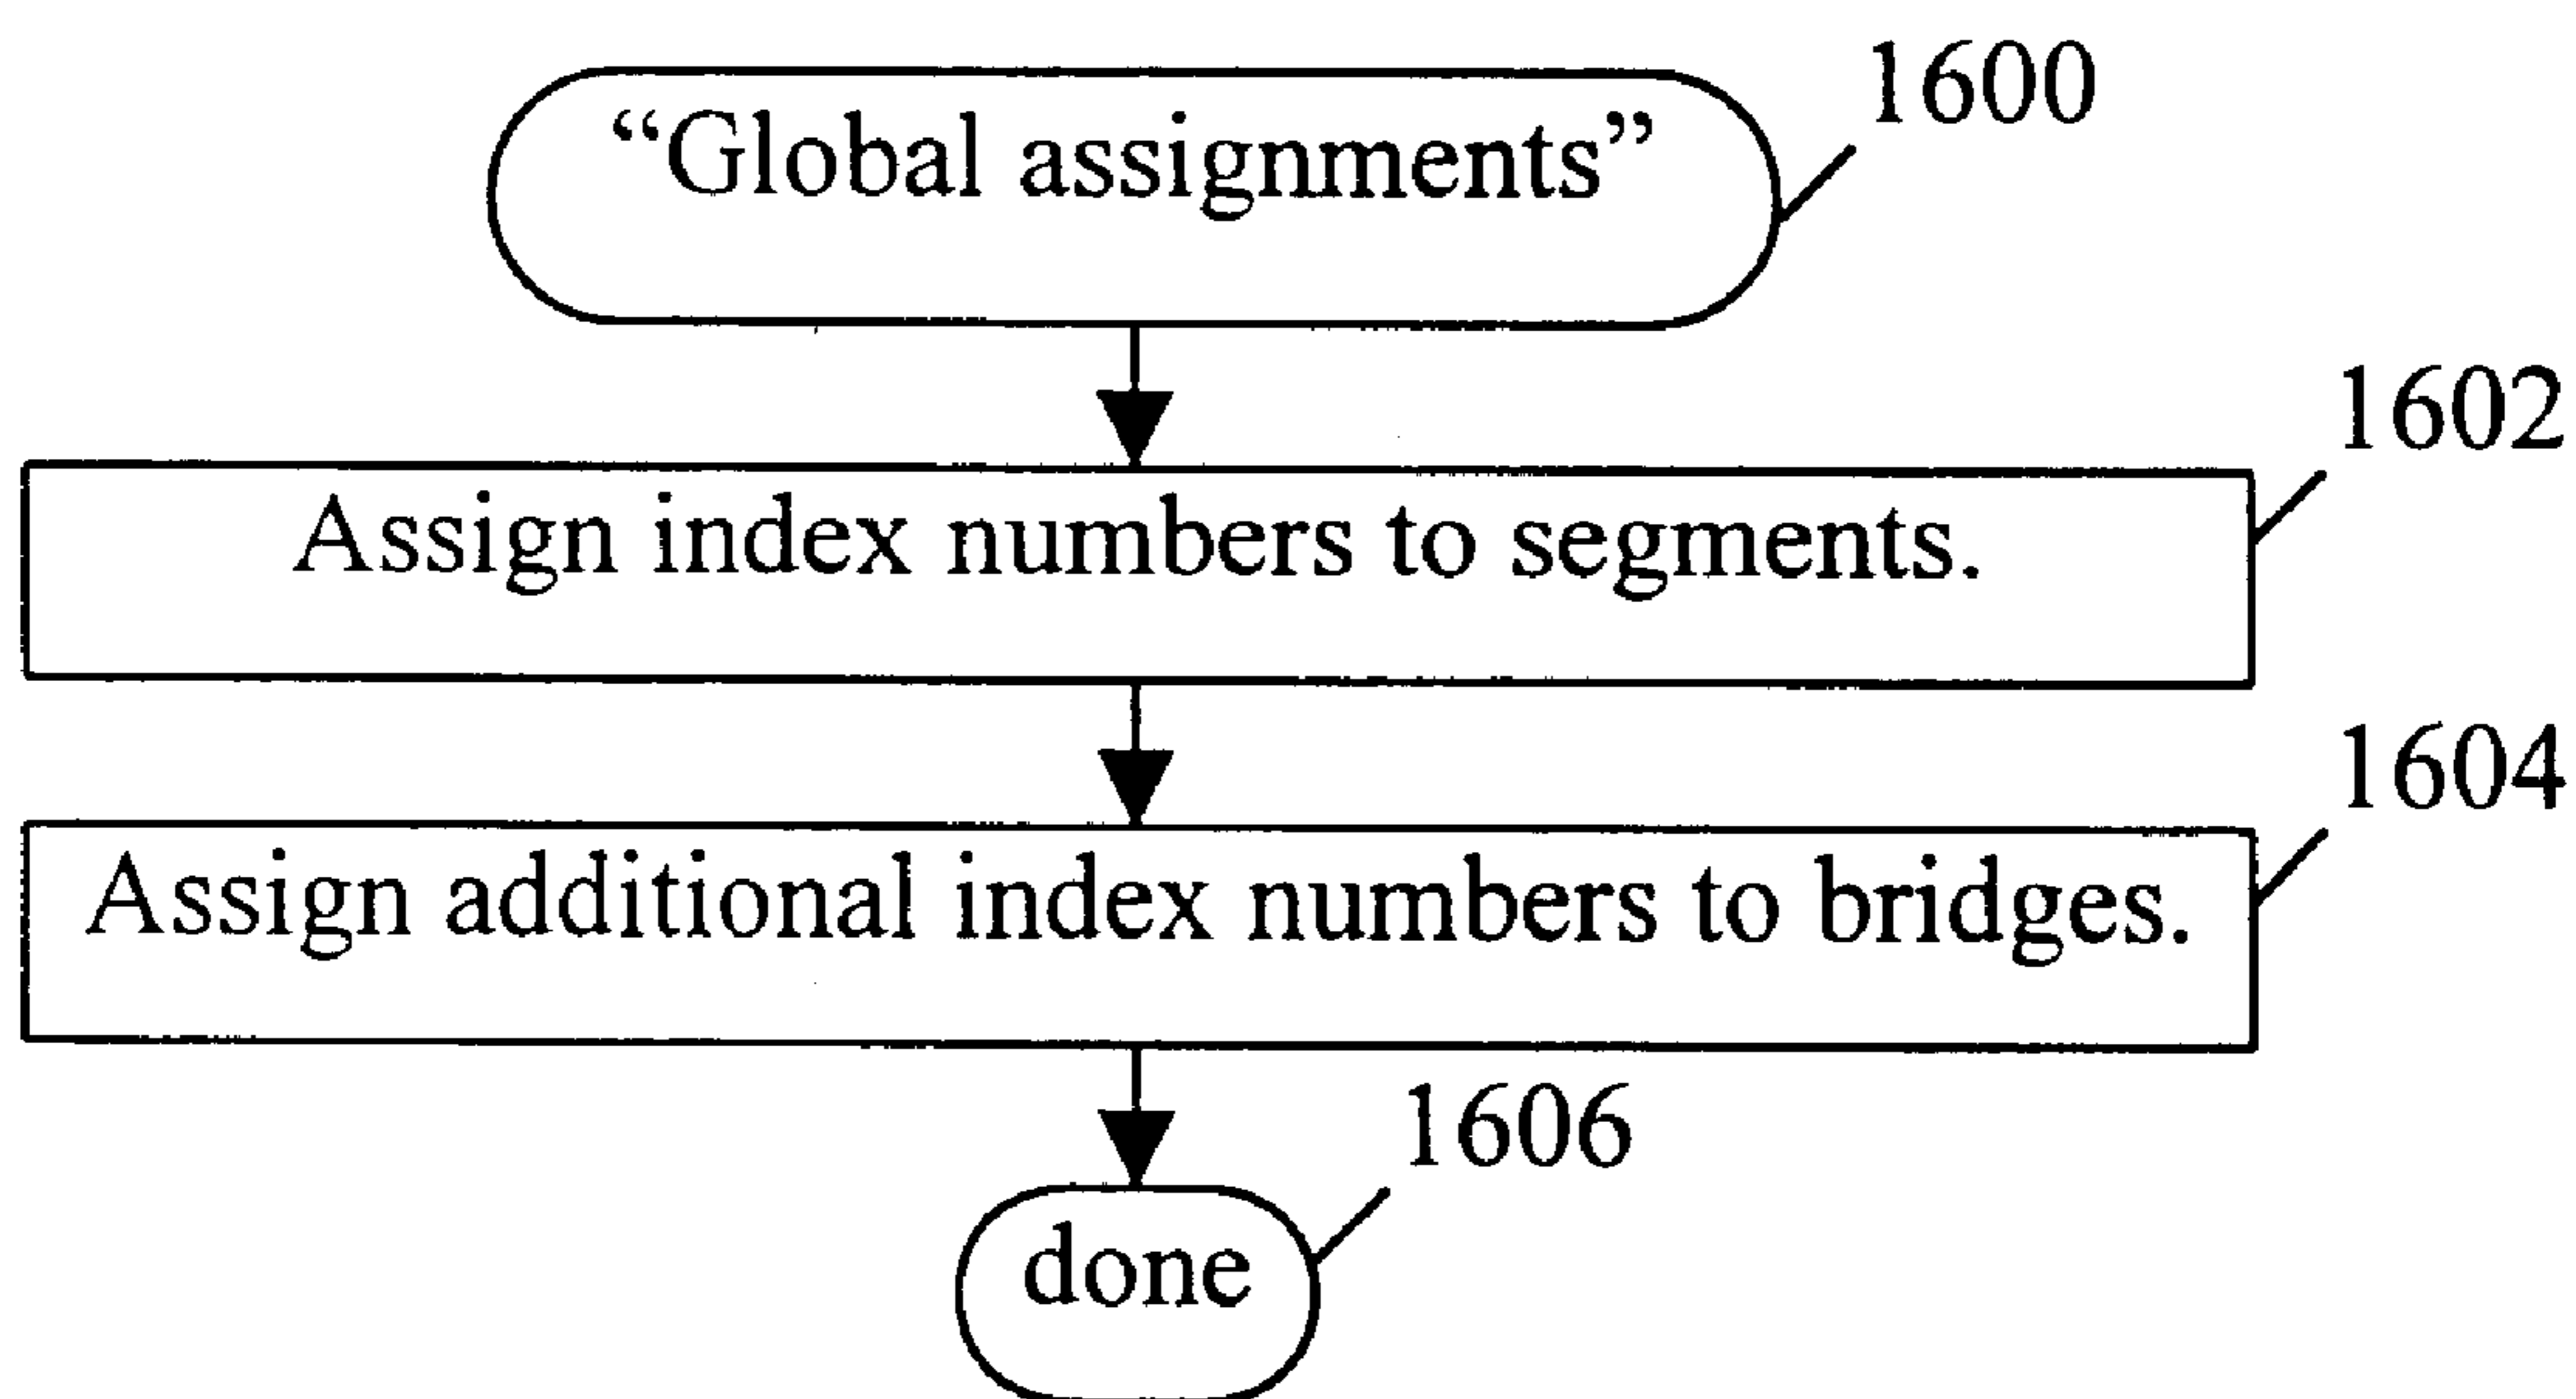 “Global assignments”
1600
Assign index numbers to segments.
1602
Assign additional index numbers to bridges.
1604
done
1606